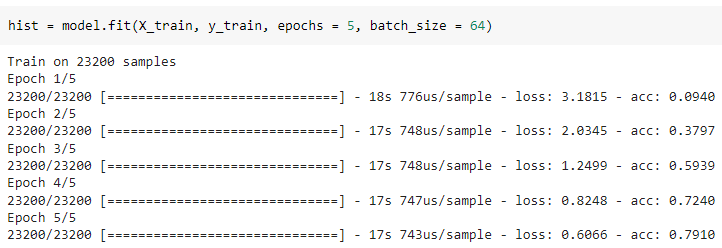 hist = model.fit(X_train, y_train, epochs = 5, batch_size = 64)
Train on 23200 samples
Epoch 1/5
23200/23200 [==============================] - 18s 776us/sample - loss: 3.1815 - acc: 0.0940
Epoch 2/5
23200/23200 [==============================] - 17s 748us/sample - loss: 2.0345 - acc: 0.3797
Epoch 3/5
23200/23200 [==============================] - 17s 748us/sample - loss: 1.2499 - acc: 0.5939
Epoch 4/5
23200/23200 [==============================] - 17s 747us/sample - loss: 0.8248 - acc: 0.7240
Epoch 5/5
23200/23200 [==============================] - 17s 743us/sample - loss: 0.6066 - acc: 0.7910